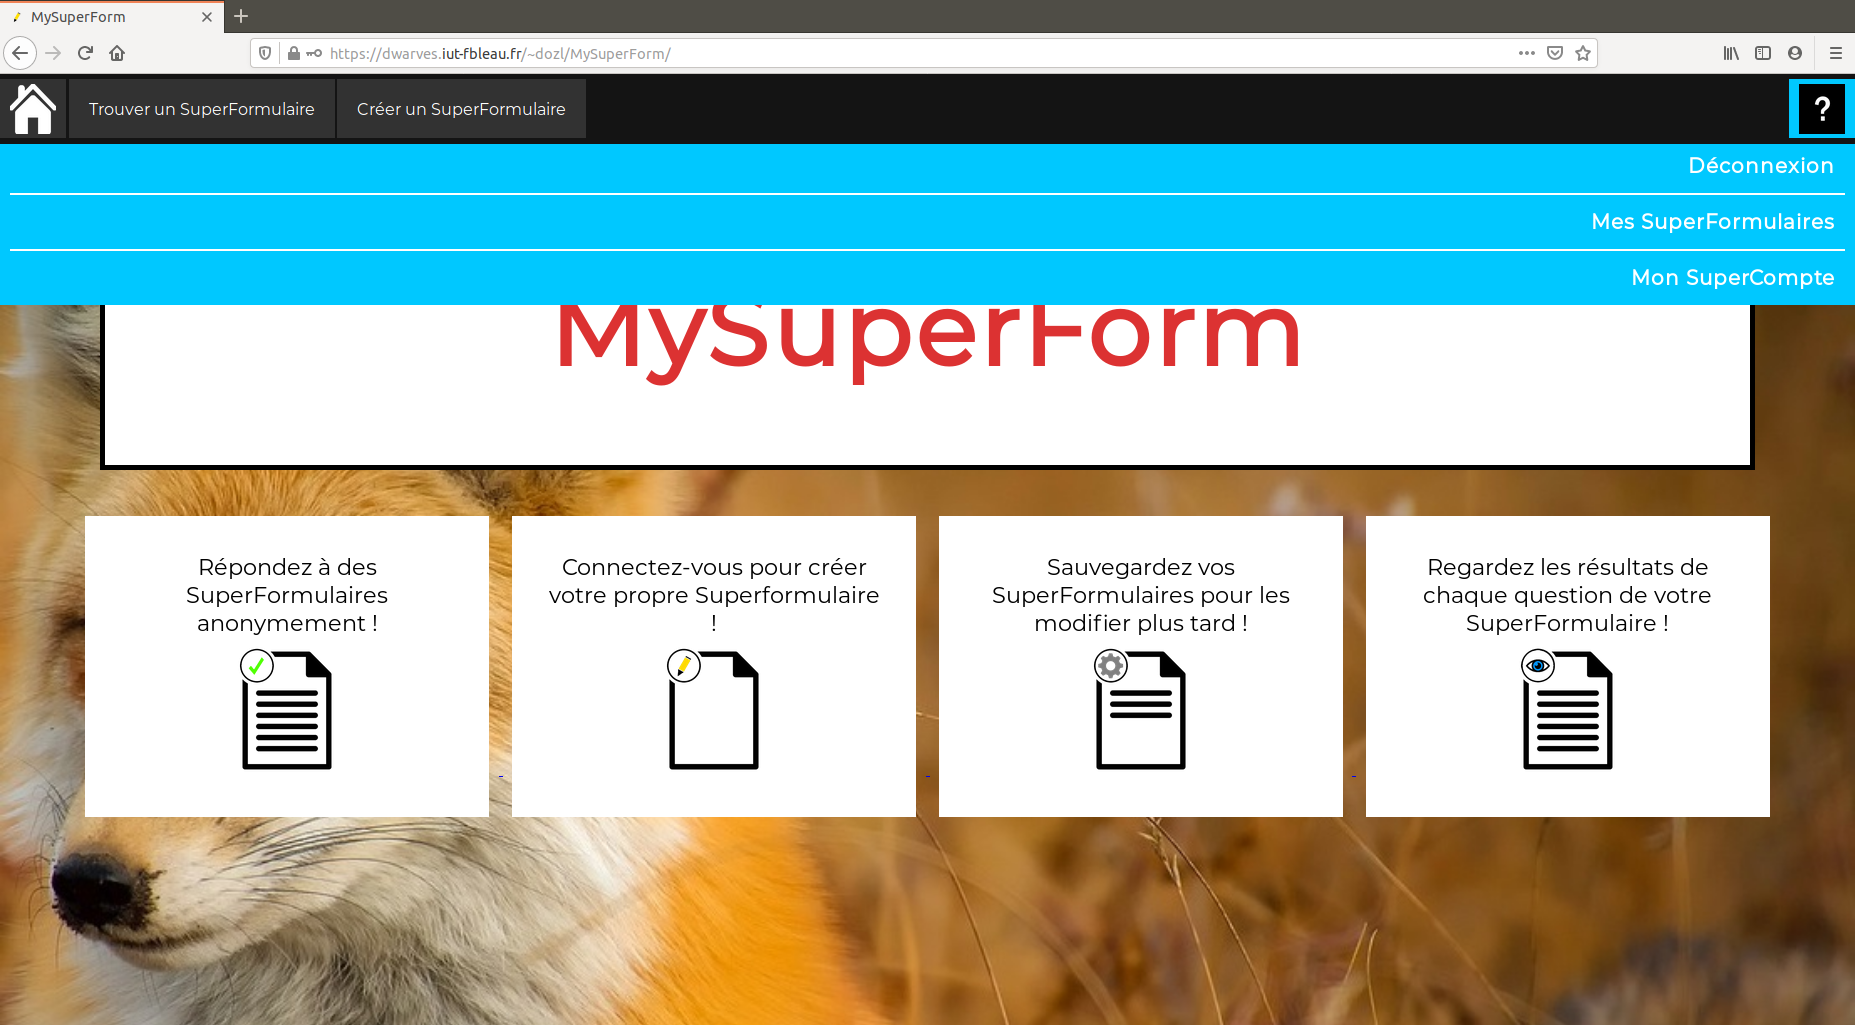 MySuperForm
https://dwarves.iut-fbleau.fr/~dozl/MySuperForm/
Trouver un SuperFormulaire
Créer un SuperFormulaire
?
Déconnexion
Mes SuperFormulaires
Mon SuperCompte
MySuperForm
Répondez à des
SuperFormulaires
anonymement !
Connectez-vous pour créer
votre propre Superformulaire
!
Sauvegardez vos
SuperFormulaires pour les
modifier plus tard !
Regardez les résultats de
chaque question de votre
SuperFormulaire !